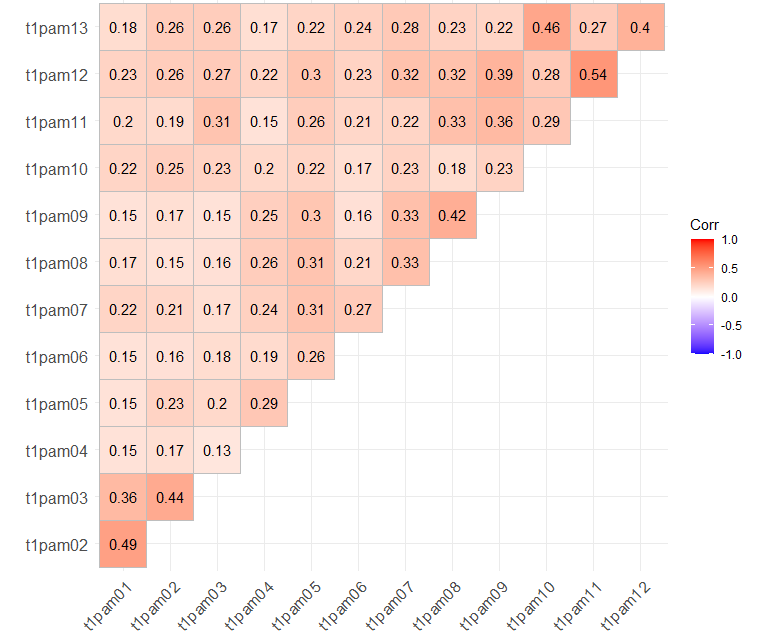 t1pam13 0.18 0.26 0.26 0.17 0.22 0.24 0.28 0.23 0.22 0.46 0.27 0.4
t1pam12 0.23 0.26 0.27 0.22 0.3 0.23 0.32 0.32 0.39 0.28 0.54
t1pam11 0.2 0.19 0.31 0.15 0.26 0.21 0.22 0.33 0.36 0.29
t1pam10 0.22 0.25 0.23 0.2 0.22 0.17 0.23 0.18 0.23
t1pam09 0.15 0.17 0.15 0.25 0.3 0.16 0.33 0.42
t1pam08 0.17 0.15 0.16 0.26 0.31 0.21 0.33
t1pam07 0.22 0.21 0.17 0.24 0.31 0.27
t1pam06 0.15 0.16 0.18 0.19 0.26
t1pam05 0.15 0.23 0.2 0.29
t1pam04 0.15 0.17 0.13
t1pam03 0.36 0.44
t1pam02 0.49
t1pam01 t1pam02 t1pam03 t1pam04 t1pam05 t1pam06 t1pam07 t1pam08 t1pam09 t1pam10 t1pam11 t1pam12
Corr
1.0
0.5
0.0
-0.5
-1.0